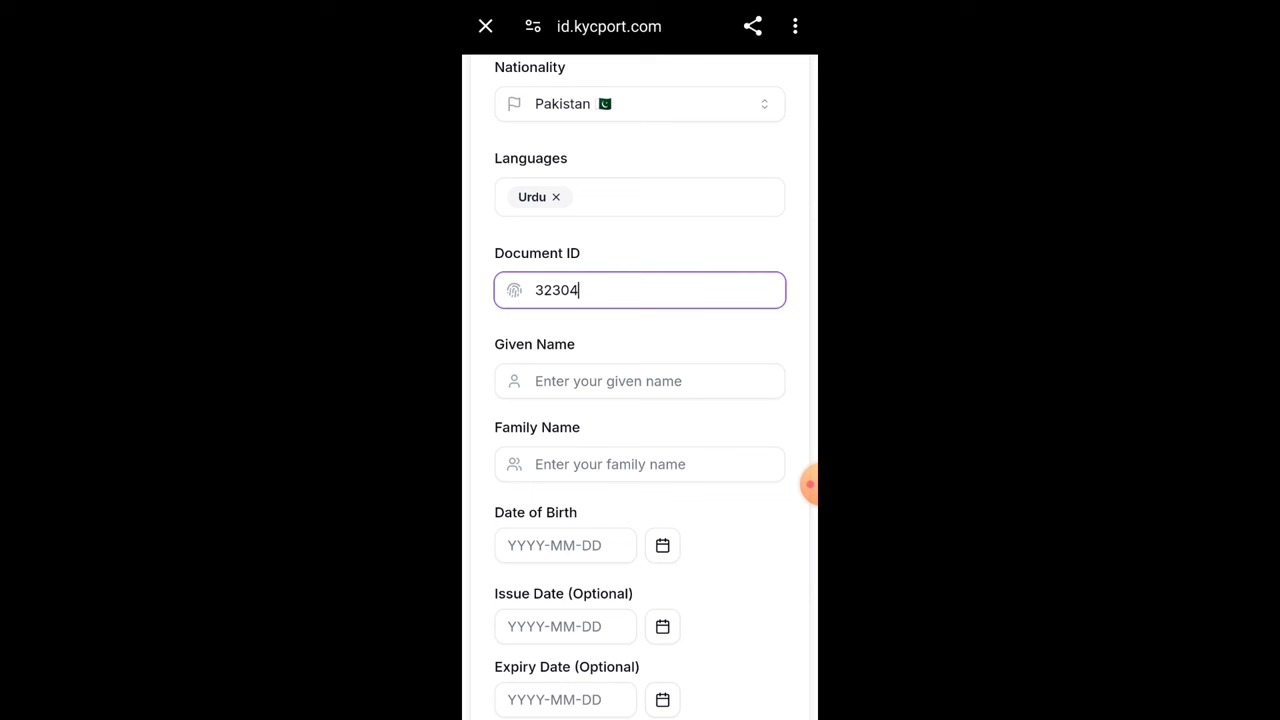 id.kycport.com
Nationality
Pakistan
Languages
Urdu
Document ID
32304
Given Name
Enter your given name
Family Name
Enter your family name
Date of Birth
YYYY-MM-DD
Issue Date (Optional)
YYYY-MM-DD
Expiry Date (Optional)
YYYY-MM-DD